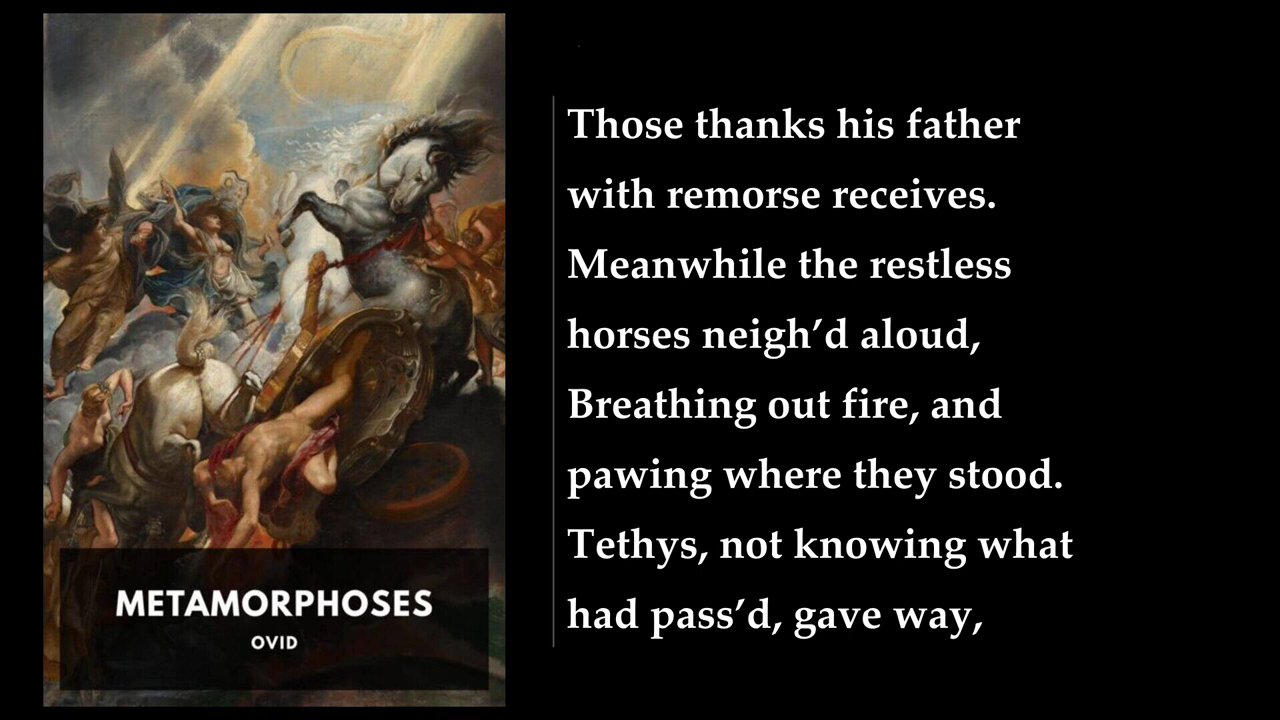 METAMORPHOSES
OVID
Those thanks his father
with remorse receives.
Meanwhile the restless
horses neigh’d aloud,
Breathing out fire, and
pawing where they stood.
Tethys, not knowing what
had pass’d, gave way,